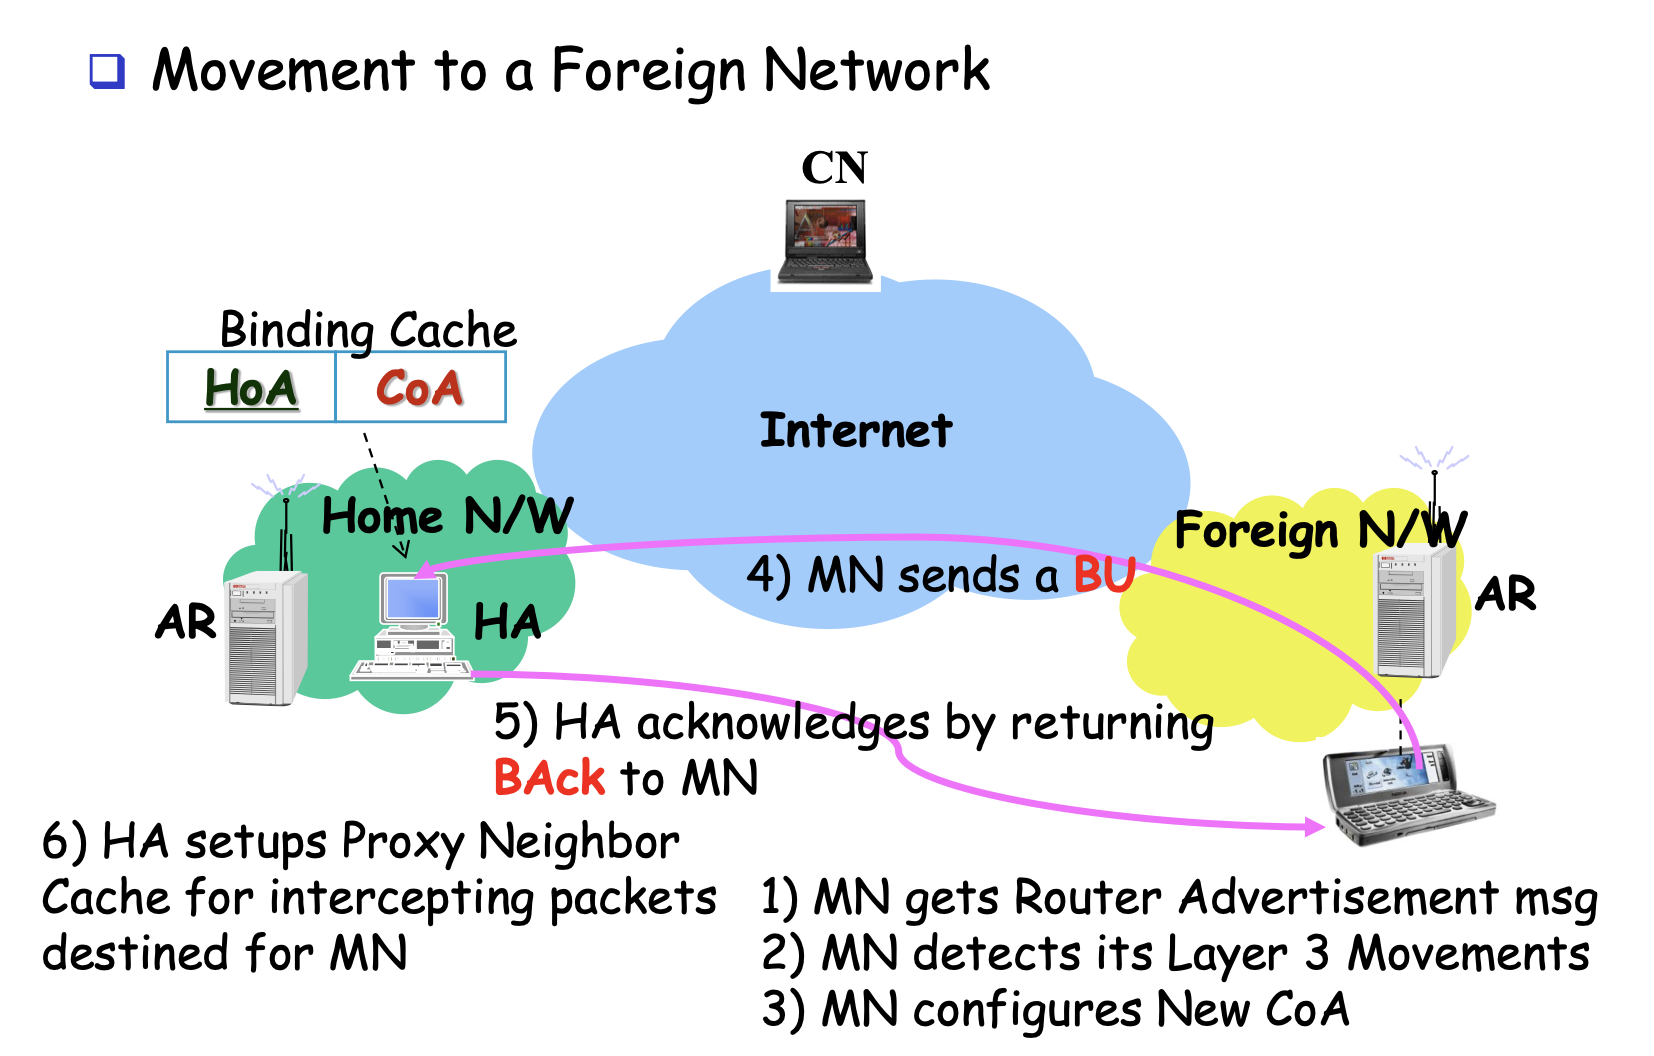 Movement to a Foreign Network
CN
Binding Cache
HoA CoA
Internet
Home N/W
Foreign N/W
AR
HA
AR
4) MN sends a BU
5) HA acknowledges by returning
BAck to MN
6) HA setups Proxy Neighbor
Cache for intercepting packets
destined for MN
1) MN gets Router Advertisement msg
2) MN detects its Layer 3 Movements
3) MN configures New CoA